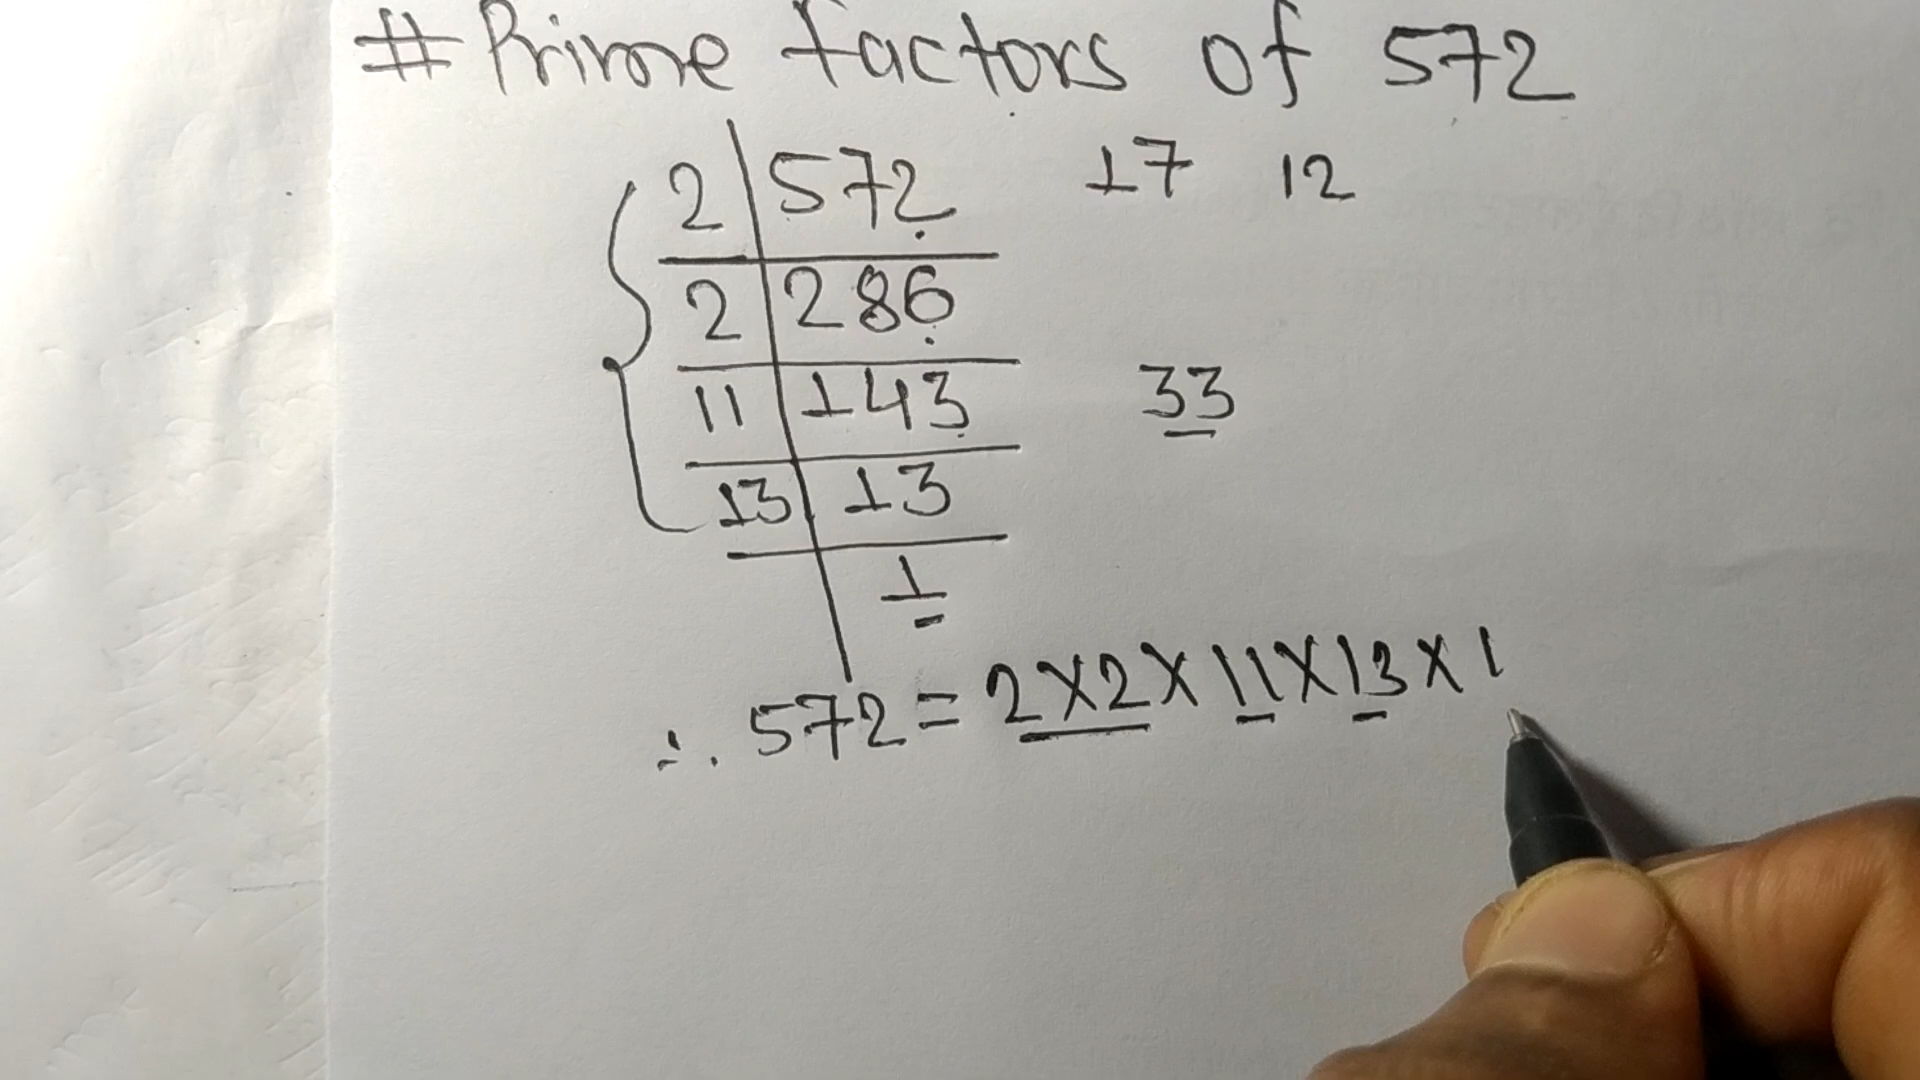 # Prime factors of 572
2 | 572 17 12
2 | 286
11 | 143 33
13 | 13
1
∴ 572 = 2 X 2 X 11 X 13 X 1